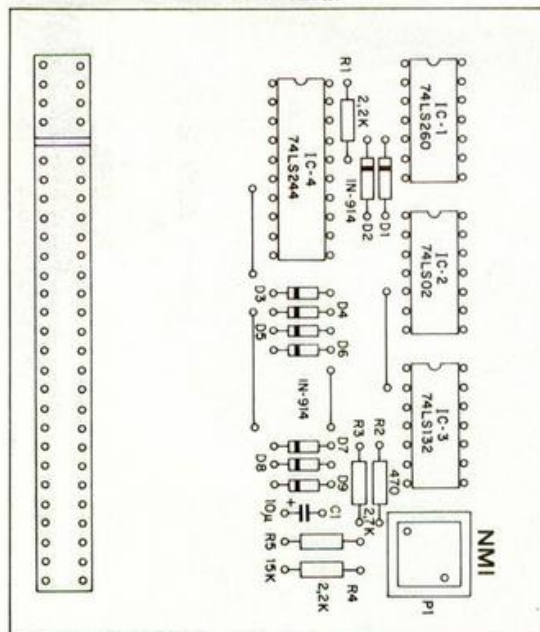 R1
2,2K
IC-1
74LS260
IC-4
74LS244
IN-914
D2
D1
IC-2
74LS02
D3
D4
D5
D6
IN-914
IC-3
74LS132
R3
R2
470
2,7K
D7
D8
D9
10μ
+
C1
R5
15K
2,2K
R4
NMI
P1